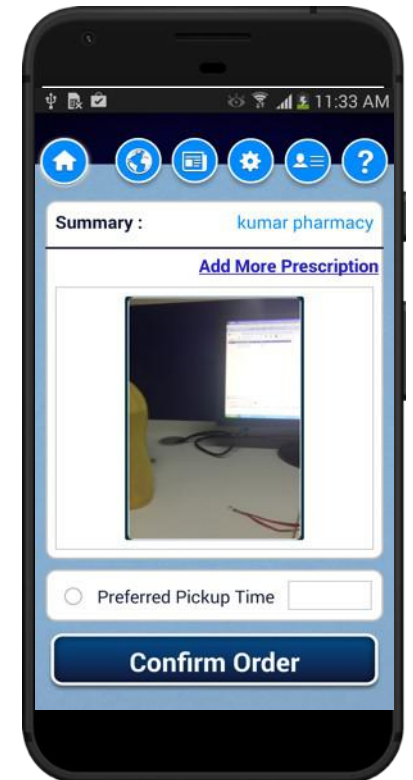 11:33 AM
?
Summary : kumar pharmacy
Add More Prescription
Preferred Pickup Time
Confirm Order